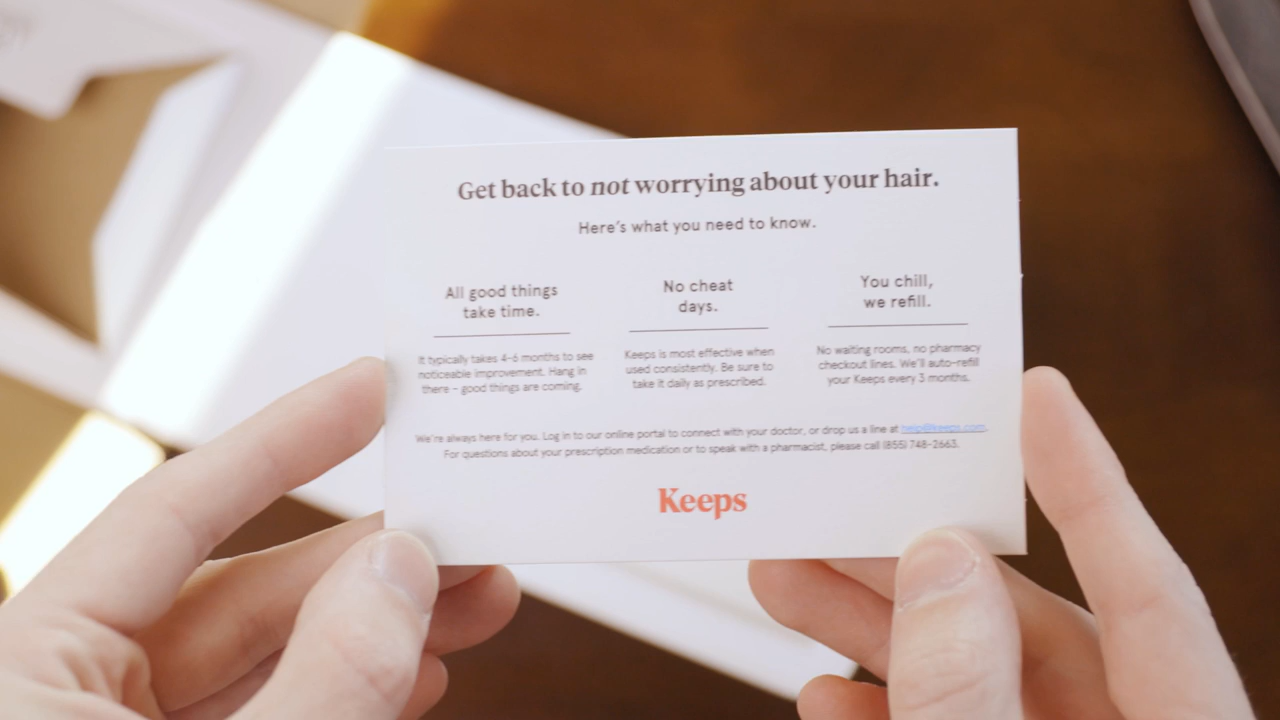 Get back to not worrying about your hair.
Here's what you need to know.
All good things
take time.
It typically takes 4-6 months to see
noticeable improvement. Hang in
there – good things are coming.
No cheat
days.
Keeps is most effective when
used consistently. Be sure to
take it daily as prescribed.
You chill,
we refill.
No waiting rooms, no pharmacy
checkout lines. We'll auto-refill
your Keeps every 3 months.
We're always here for you. Log in to our online portal to connect with your doctor, or drop us a line at help@keeps.com.
For questions about your prescription medication or to speak with a pharmacist, please call (855) 748-2663.
Keeps